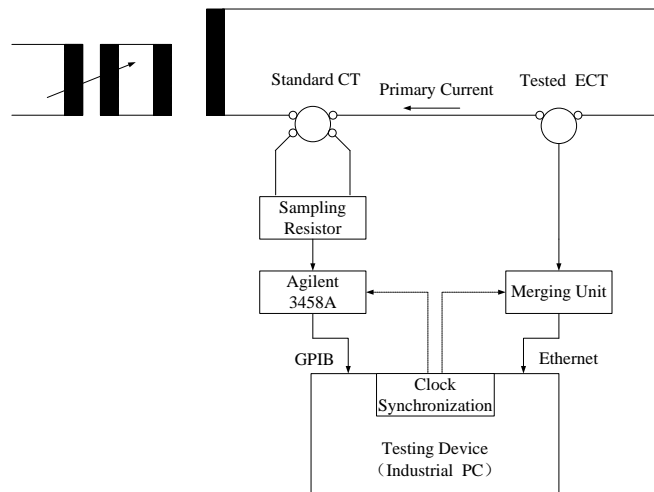 Standard CT
Primary Current
Tested ECT
Sampling
Resistor
Agilent
3458A
Merging Unit
GPIB
Ethernet
Clock
Synchronization
Testing Device
（Industrial PC）